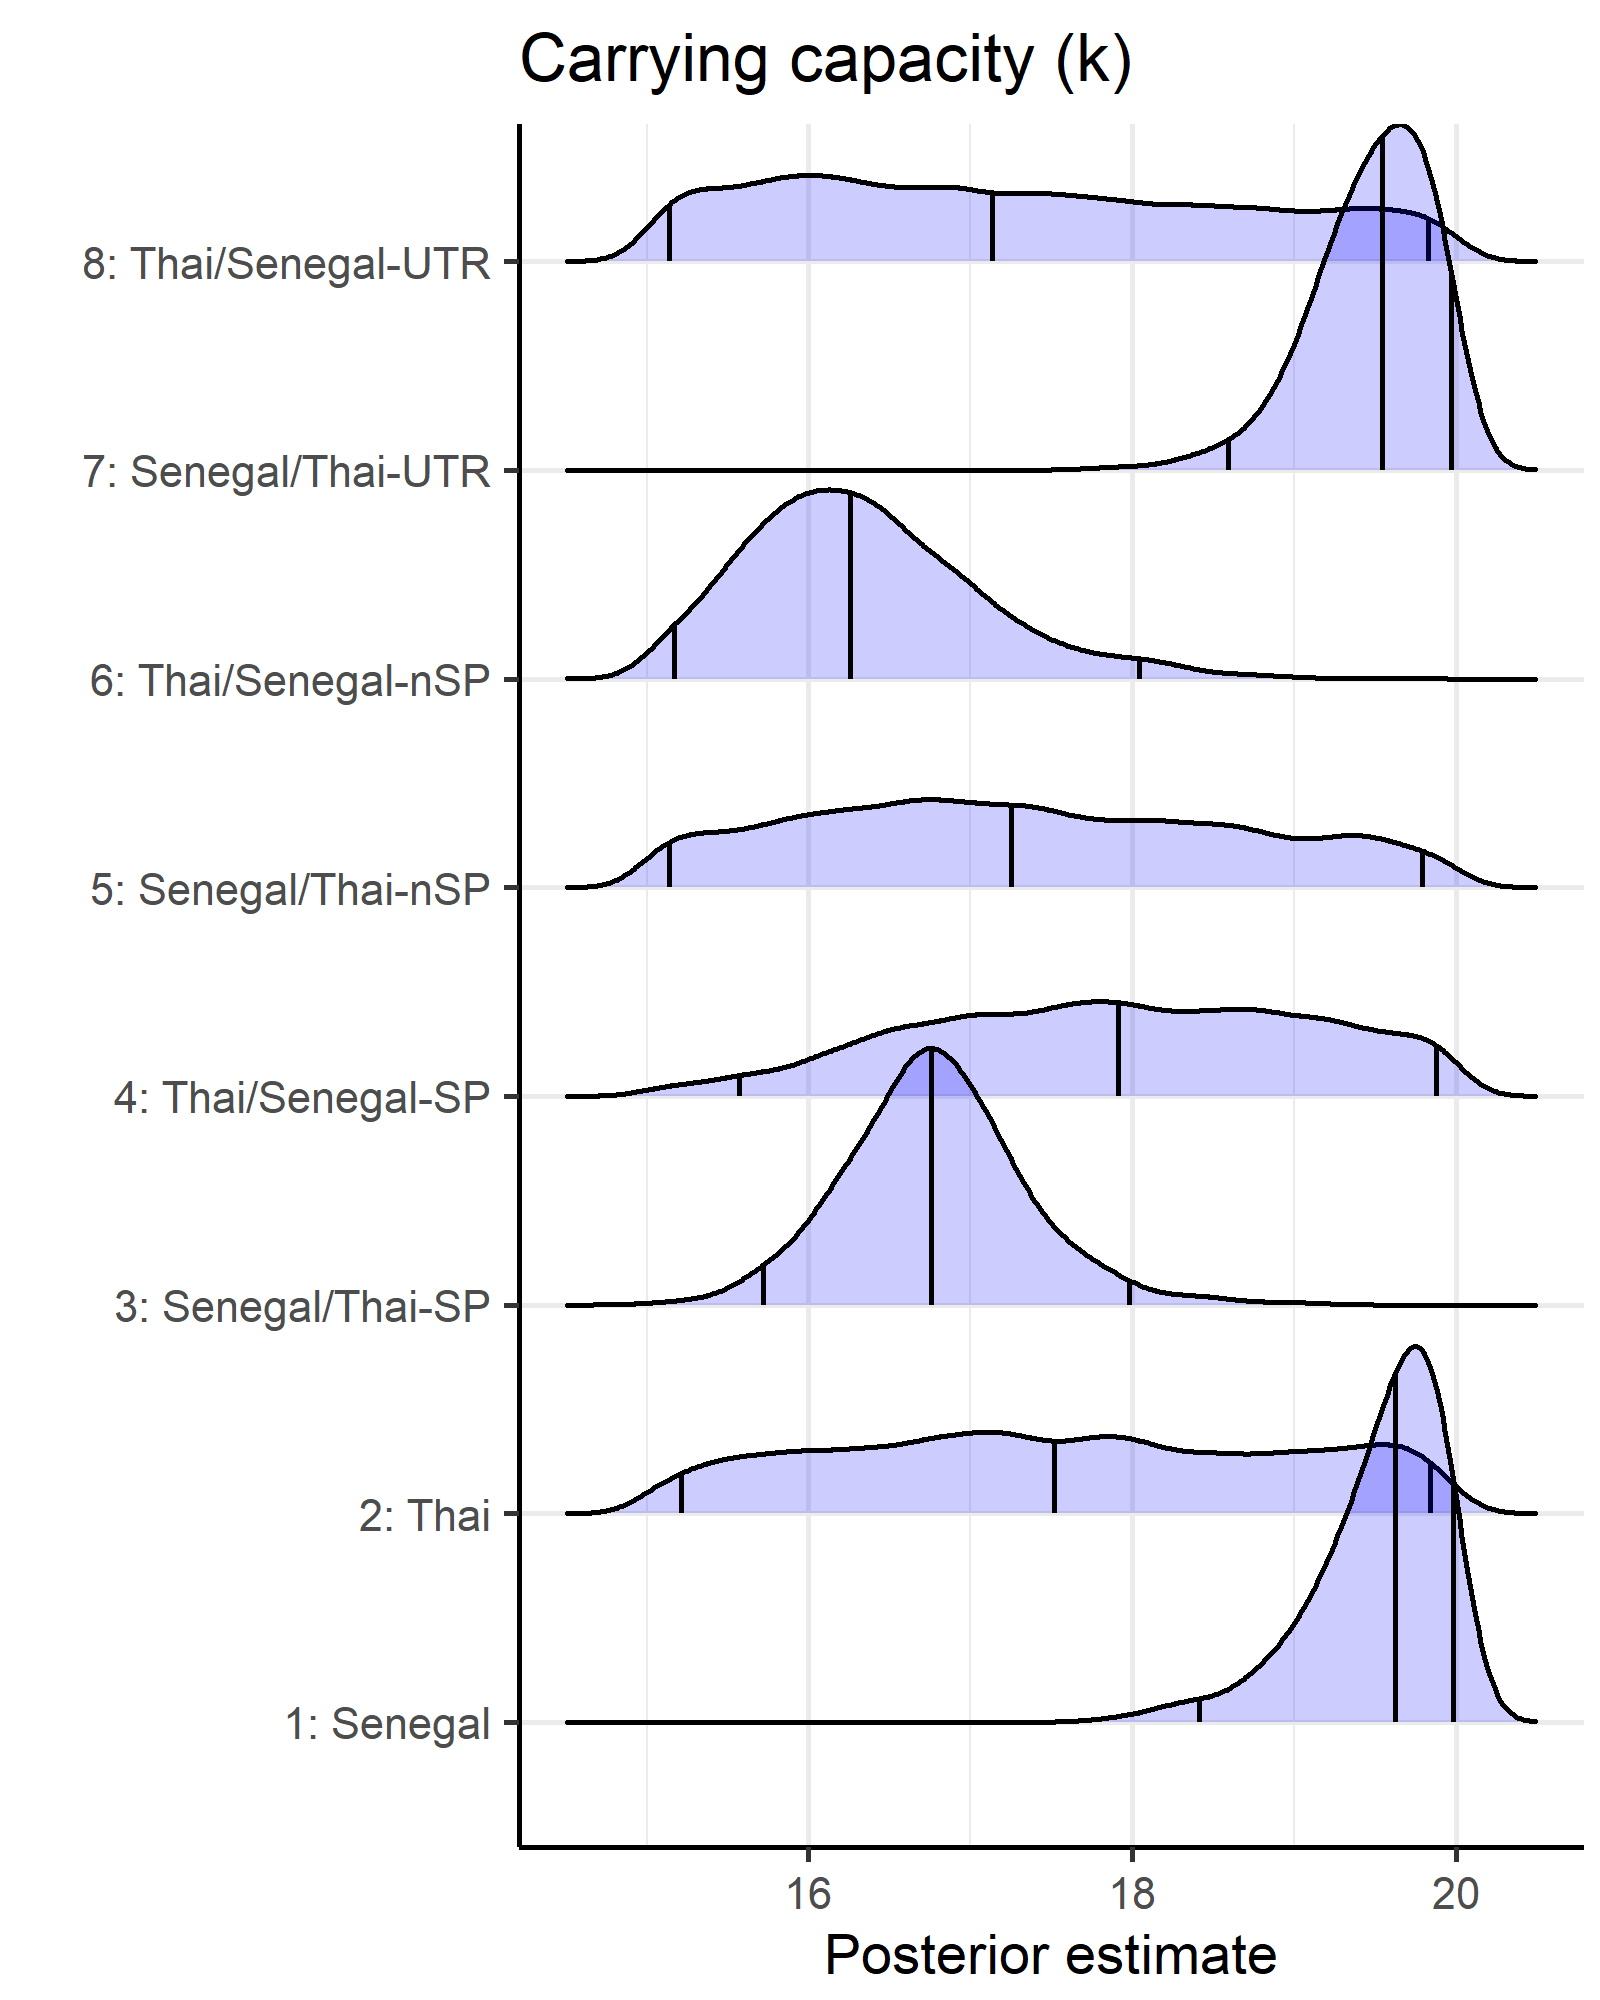 Carrying capacity (k)
8: Thai/Senegal-UTR
7: Senegal/Thai-UTR
6: Thai/Senegal-nSP
5: Senegal/Thai-nSP
4: Thai/Senegal-SP
3: Senegal/Thai-SP
2: Thai
1: Senegal
16 18 20
Posterior estimate